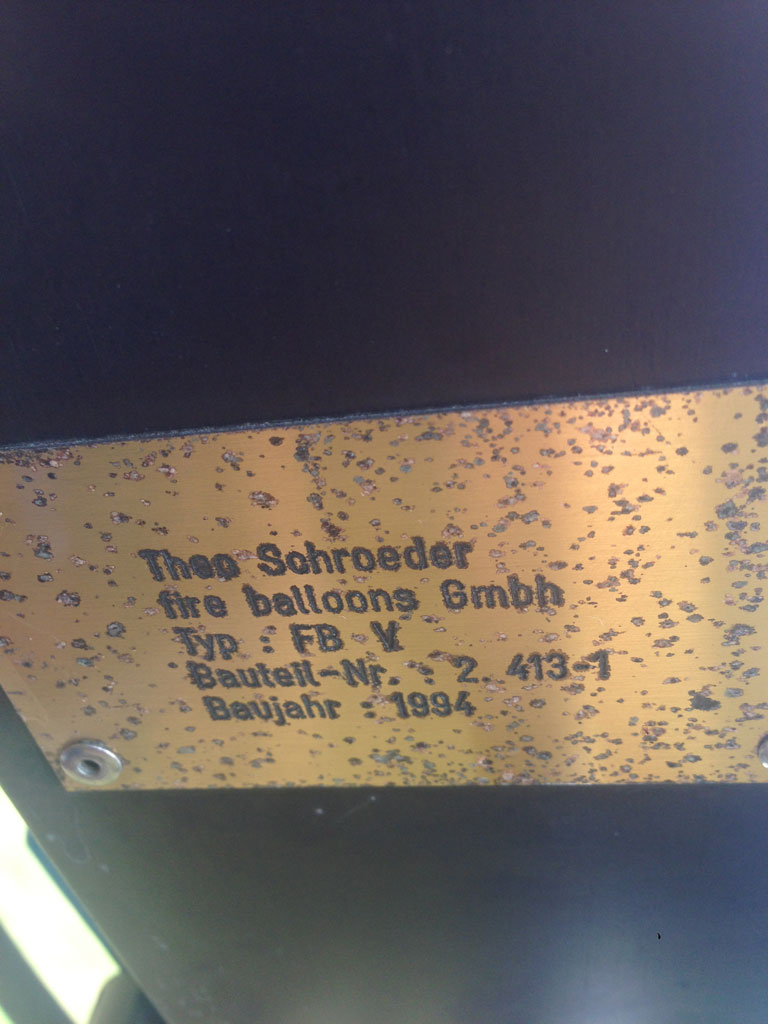 Theo Schroeder
fire balloons Gmbh
Typ : FB V
Bauteil-Nr. : 2. 413-1
Baujahr : 1994